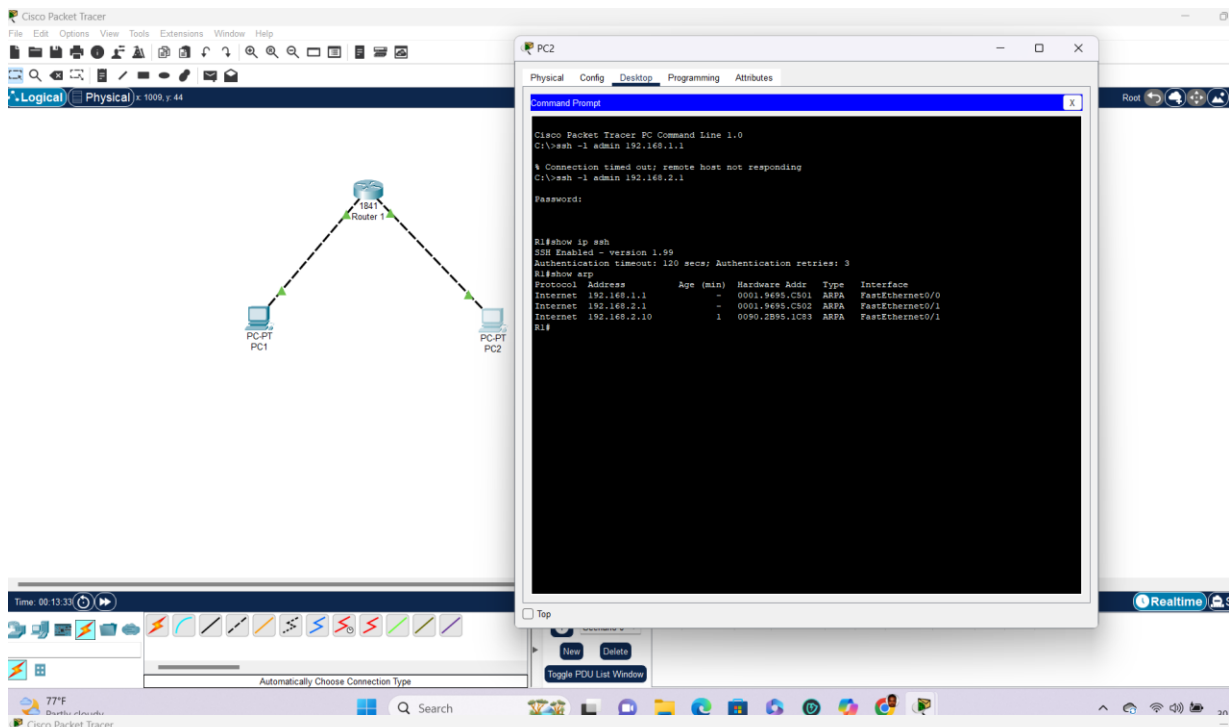 Cisco Packet Tracer
File Edit Options View Tools Extensions Window Help
Logical Physical x: 1009, y: 44
Root
1841
Router 1
PC-PT
PC1
PC-PT
PC2
PC2
Physical Config Desktop Programming Attributes
Command Prompt X
Cisco Packet Tracer PC Command Line 1.0
C:\>ssh -l admin 192.168.1.1
% Connection timed out; remote host not responding
C:\>ssh -l admin 192.168.2.1
Password:
R1#show ip ssh
SSH Enabled - version 1.99
Authentication timeout: 120 secs; Authentication retries: 3
R1#show arp
Protocol Address Age (min) Hardware Addr Type Interface
Internet 192.168.1.1 - 0001.9695.C501 ARPA FastEthernet0/0
Internet 192.168.2.1 - 0001.9695.C502 ARPA FastEthernet0/1
Internet 192.168.2.10 1 0090.2B95.1C83 ARPA FastEthernet0/1
R1#
Top
Time: 00:13:33
Realtime
New Delete
Toggle PDU List Window
Automatically Choose Connection Type
77°F
Partly cloudy
Search
Cisco Packet Tracer